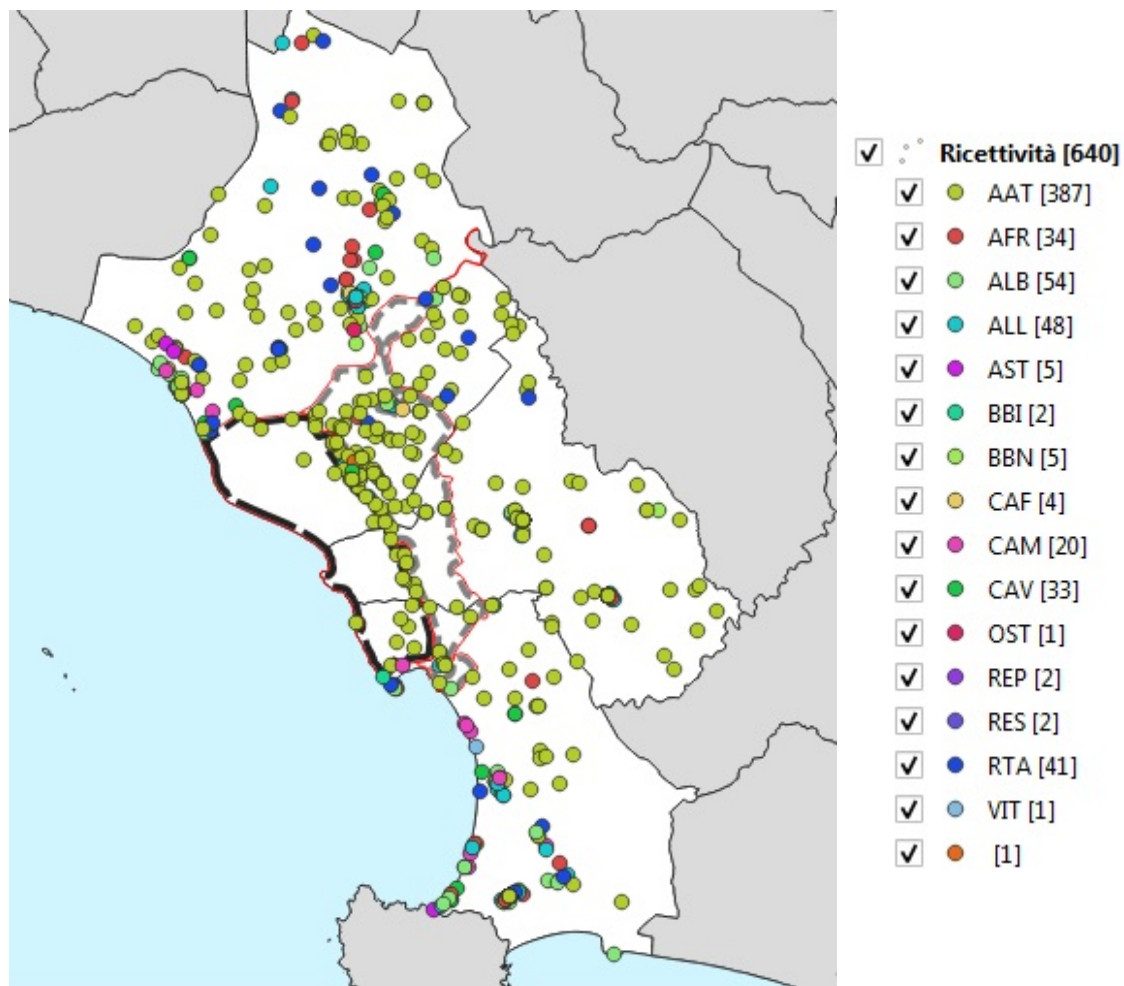 Ricettività [640]
AAT [387]
AFR [34]
ALB [54]
ALL [48]
AST [5]
BBI [2]
BBN [5]
CAF [4]
CAM [20]
CAV [33]
OST [1]
REP [2]
RES [2]
RTA [41]
VIT [1]
[1]